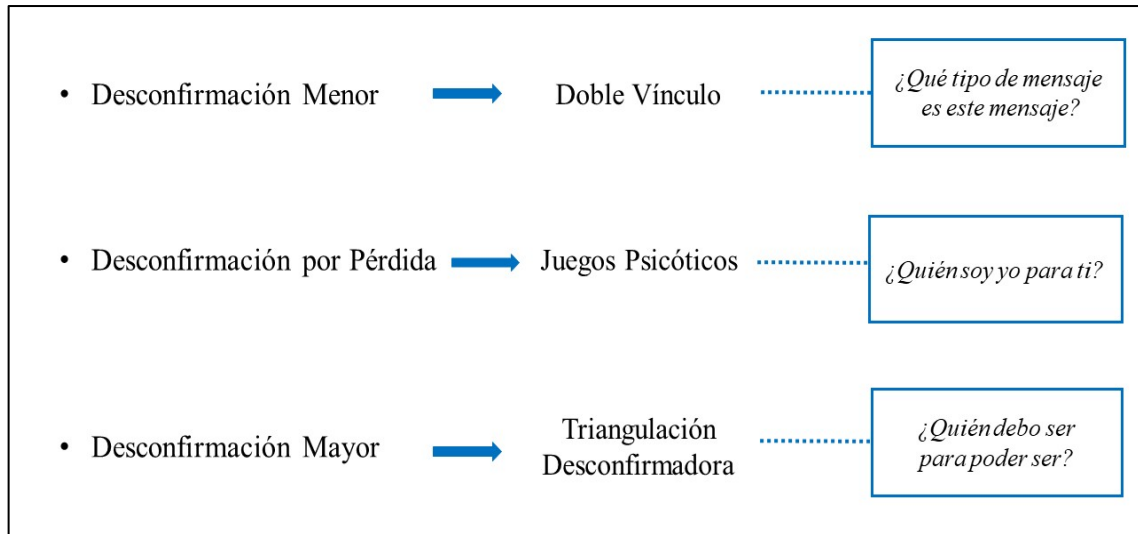 • Desconfirmación Menor
Doble Vínculo
¿Qué tipo de mensaje
es este mensaje?
• Desconfirmación por Pérdida
Juegos Psicóticos
¿Quién soy yo para ti?
• Desconfirmación Mayor
Triangulación
Desconfirmadora
¿Quién debo ser
para poder ser?